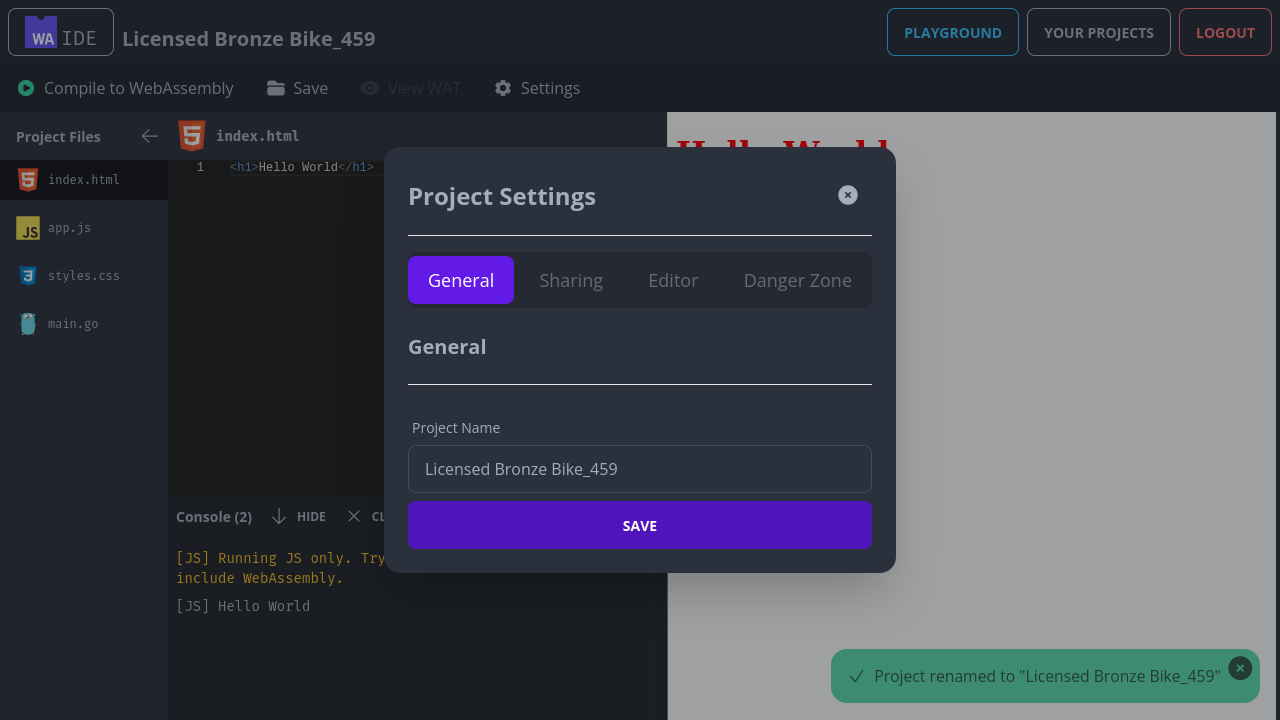 WA IDE
Licensed Bronze Bike_459
PLAYGROUND
YOUR PROJECTS
LOGOUT
Compile to WebAssembly
Save
View WAT
Settings
Project Files
index.html
app.js
JS
styles.css
main.go
index.html
1 <h1>Hello World</h1>
Hello World
Project Settings
General
Sharing
Editor
Danger Zone
General
Project Name
Licensed Bronze Bike_459
SAVE
Console (2)
HIDE
[JS] Running JS only. Try
include WebAssembly.
[JS] Hello World
Project renamed to "Licensed Bronze Bike_459"